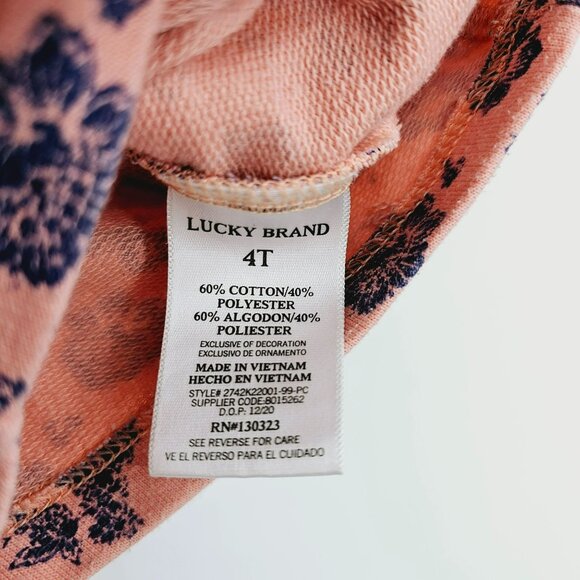 LUCKY BRAND
4T
60% COTTON/40%
POLYESTER
60% ALGODON/40%
POLIESTER
EXCLUSIVE OF DECORATION
EXCLUSIVO DE ORNAMENTO
MADE IN VIETNAM
HECHO EN VIETNAM
STYLE# 2742K22001-99-PC
SUPPLIER CODE:8015262
D.O.P: 12/20
RN#130323
SEE REVERSE FOR CARE
VE EL REVERSO PARA EL CUIDADO